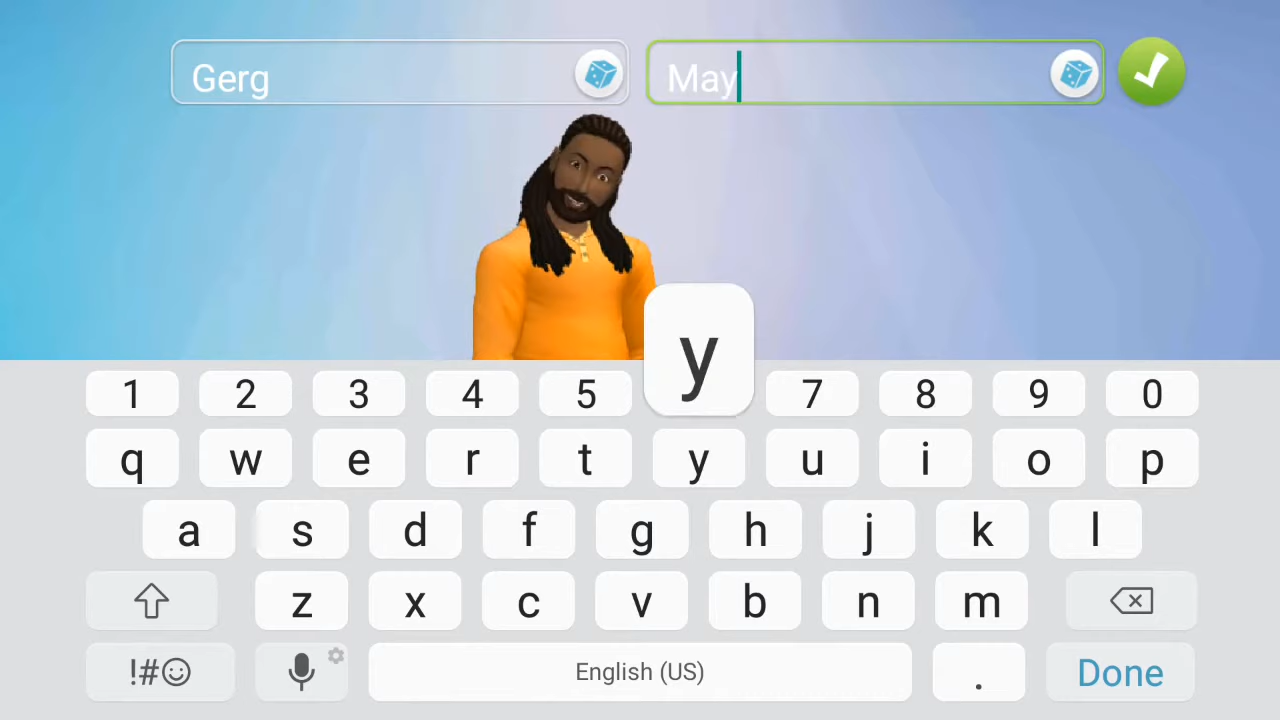 Gerg
May
y
1 2 3 4 5 7 8 9 0
q w e r t y u i o p
a s d f g h j k l
z x c v b n m
!#☺ English (US) . Done